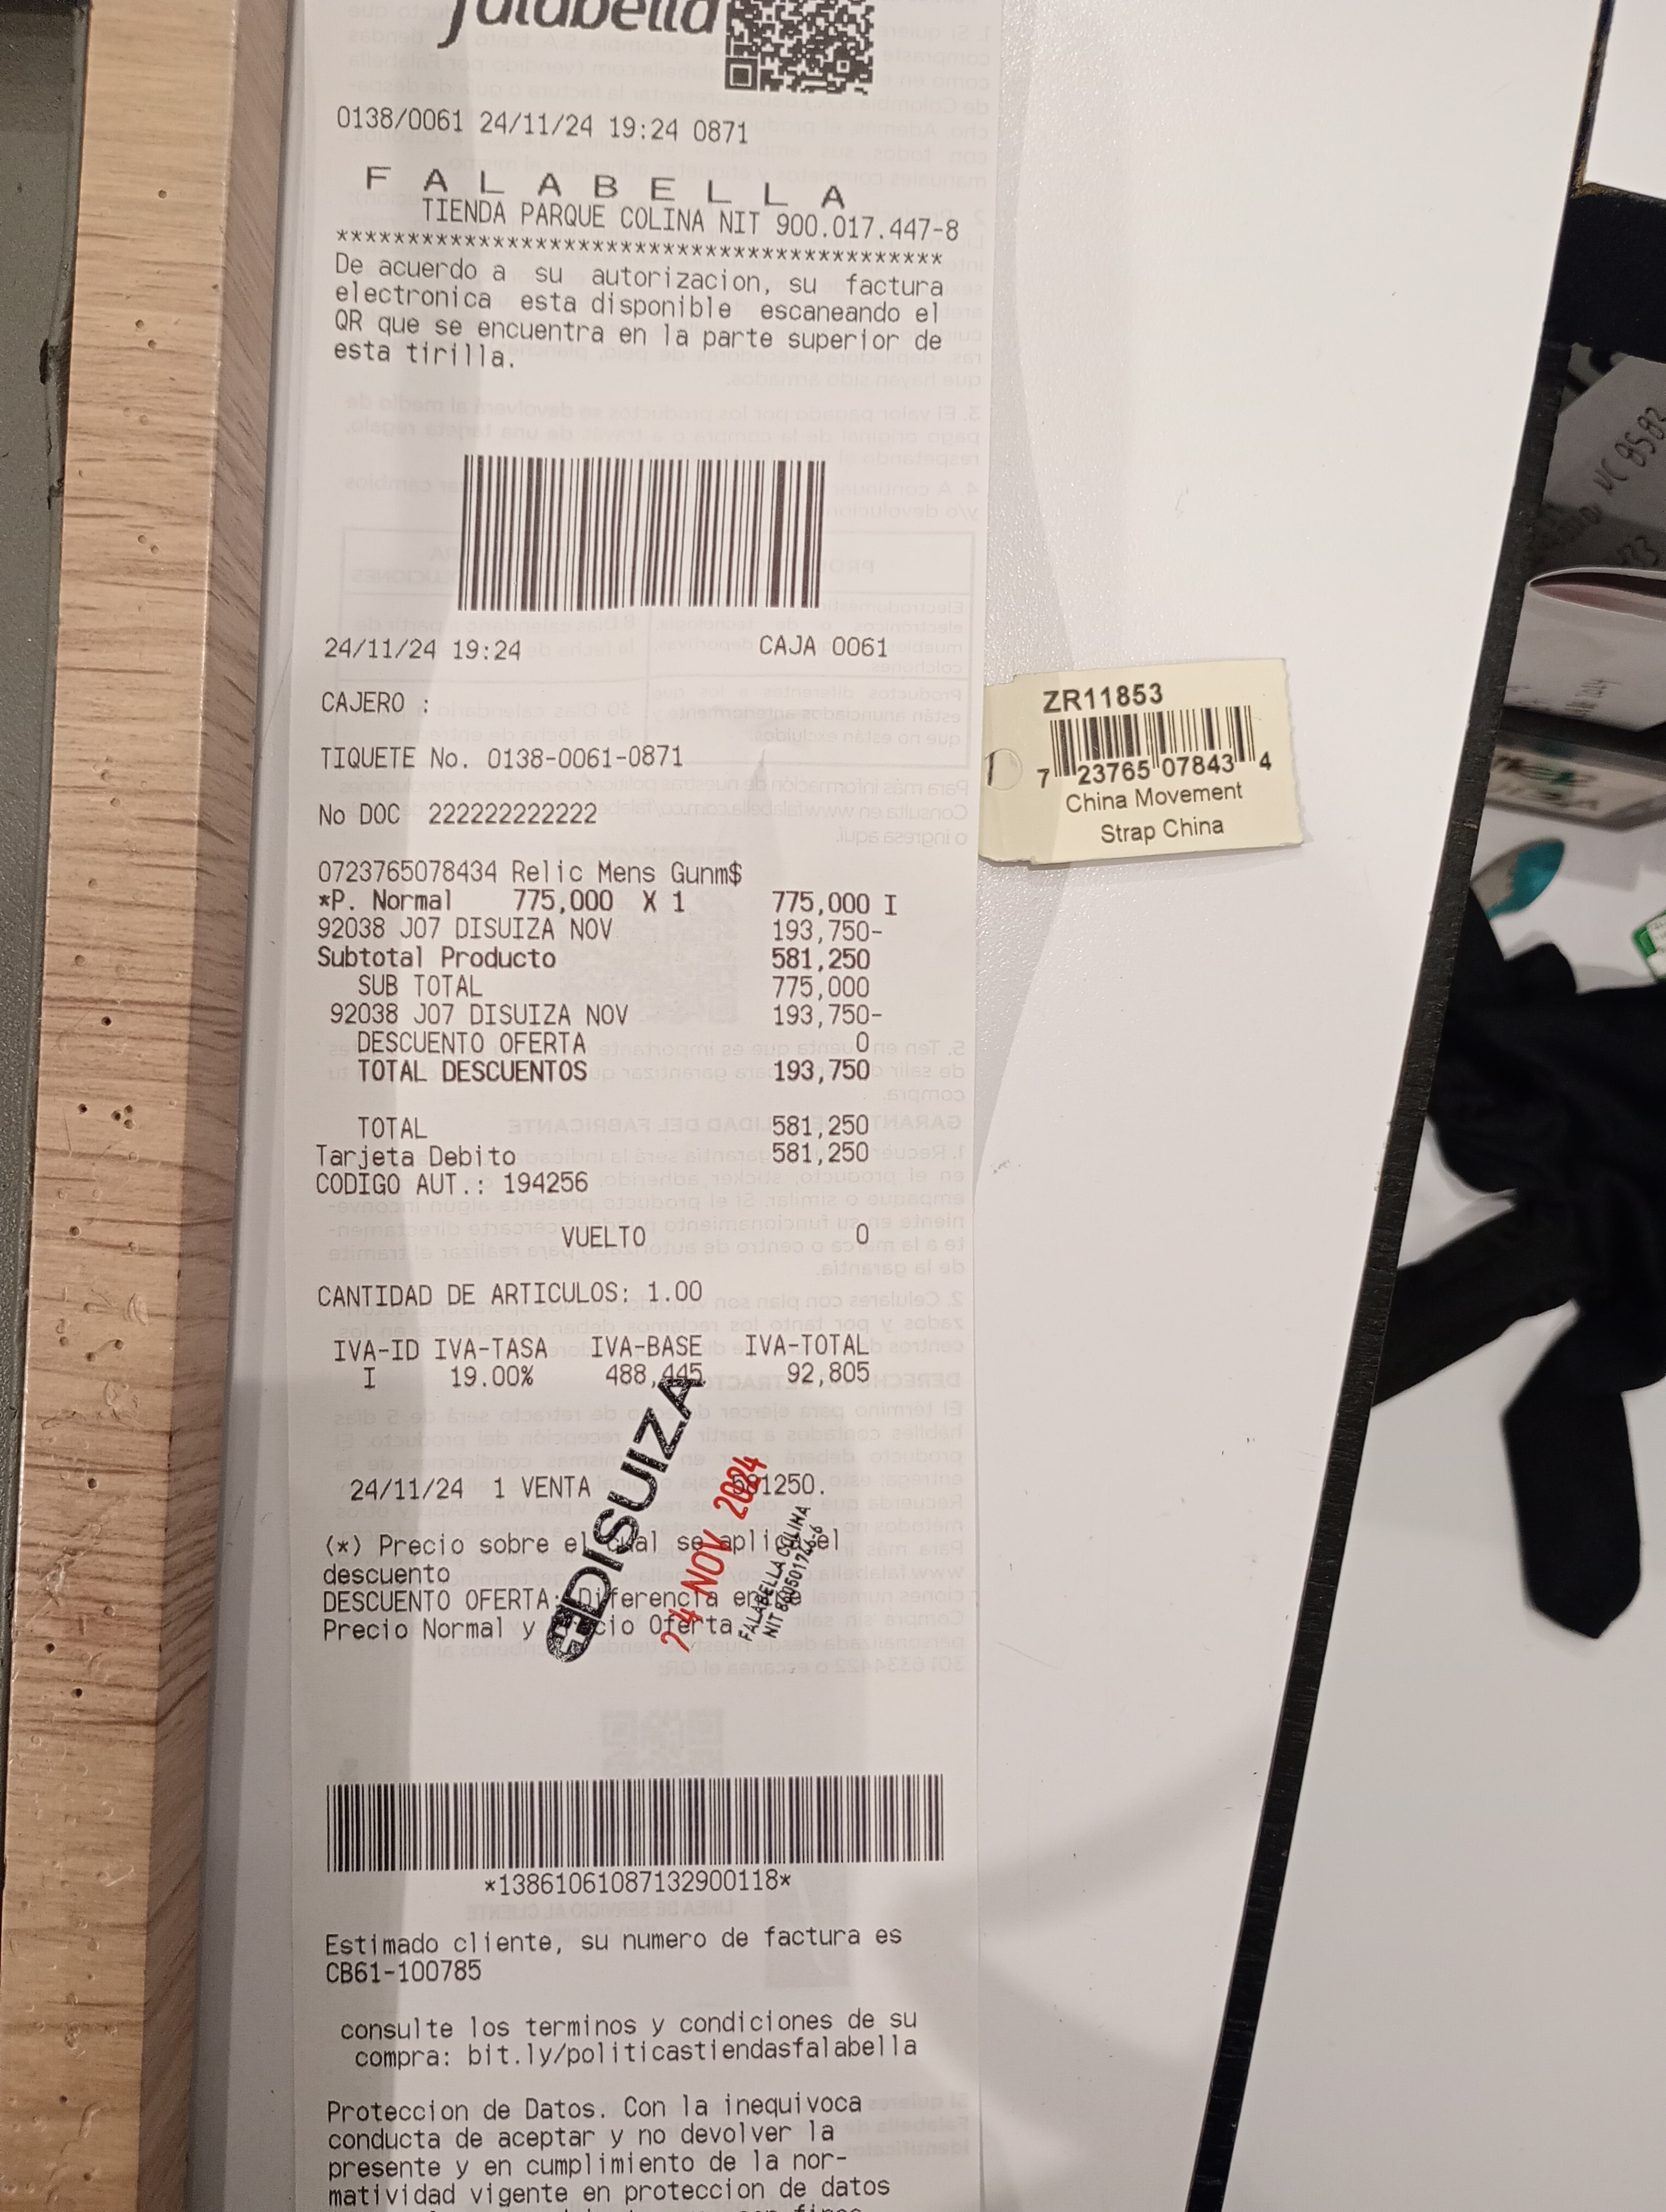 falabella
0138/0061 24/11/24 19:24 0871
F A L A B E L L A
TIENDA PARQUE COLINA NIT 900.017.447-8
******************************************
De acuerdo a su autorizacion, su factura
electronica esta disponible escaneando el
QR que se encuentra en la parte superior de
esta tirilla.
24/11/24 19:24 CAJA 0061
CAJERO :
TIQUETE No. 0138-0061-0871
No DOC 222222222222
0723765078434 Relic Mens Gunm$
*P. Normal 775,000 X 1 775,000 I
92038 J07 DISUIZA NOV 193,750-
Subtotal Producto 581,250
SUB TOTAL 775,000
92038 J07 DISUIZA NOV 193,750-
DESCUENTO OFERTA 0
TOTAL DESCUENTOS 193,750
TOTAL 581,250
Tarjeta Debito 581,250
CODIGO AUT.: 194256
VUELTO 0
CANTIDAD DE ARTICULOS: 1.00
IVA-ID IVA-TASA IVA-BASE IVA-TOTAL
I 19.00% 488,445 92,805
24/11/24 1 VENTA 581250.
(*) Precio sobre el cual se aplica el
descuento
DESCUENTO OFERTA: Diferencia entre
Precio Normal y Precio Oferta.
DISUIZA
24 NOV 2024
FALABELLA COLINA
*13861061087132900118*
Estimado cliente, su numero de factura es
CB61-100785
consulte los terminos y condiciones de su
compra: bit.ly/politicastiendasfalabella
Proteccion de Datos. Con la inequivoca
conducta de aceptar y no devolver la
presente y en cumplimiento de la nor-
matividad vigente en proteccion de datos
ZR11853
7 23765 07843 4
China Movement
Strap China